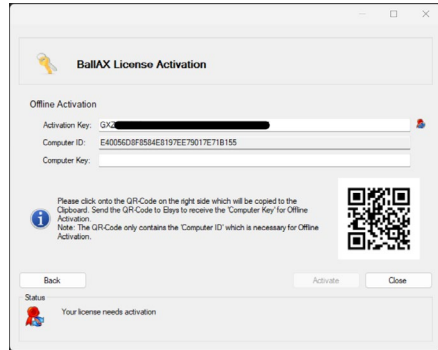 BallAX License Activation
Offline Activation
Activation Key: GX2
Computer ID: E40056D8F8584E8197EE79017E71B155
Computer Key:
Please click onto the QR-Code on the right side which will be copied to the
Clipboard. Send the QR-Code to Elsys to receive the 'Computer Key' for Offline
Activation.
Note: The QR-Code only contains the 'Computer ID' which is necessary for Offline
Activation.
Back Activate Close
Status
Your license needs activation